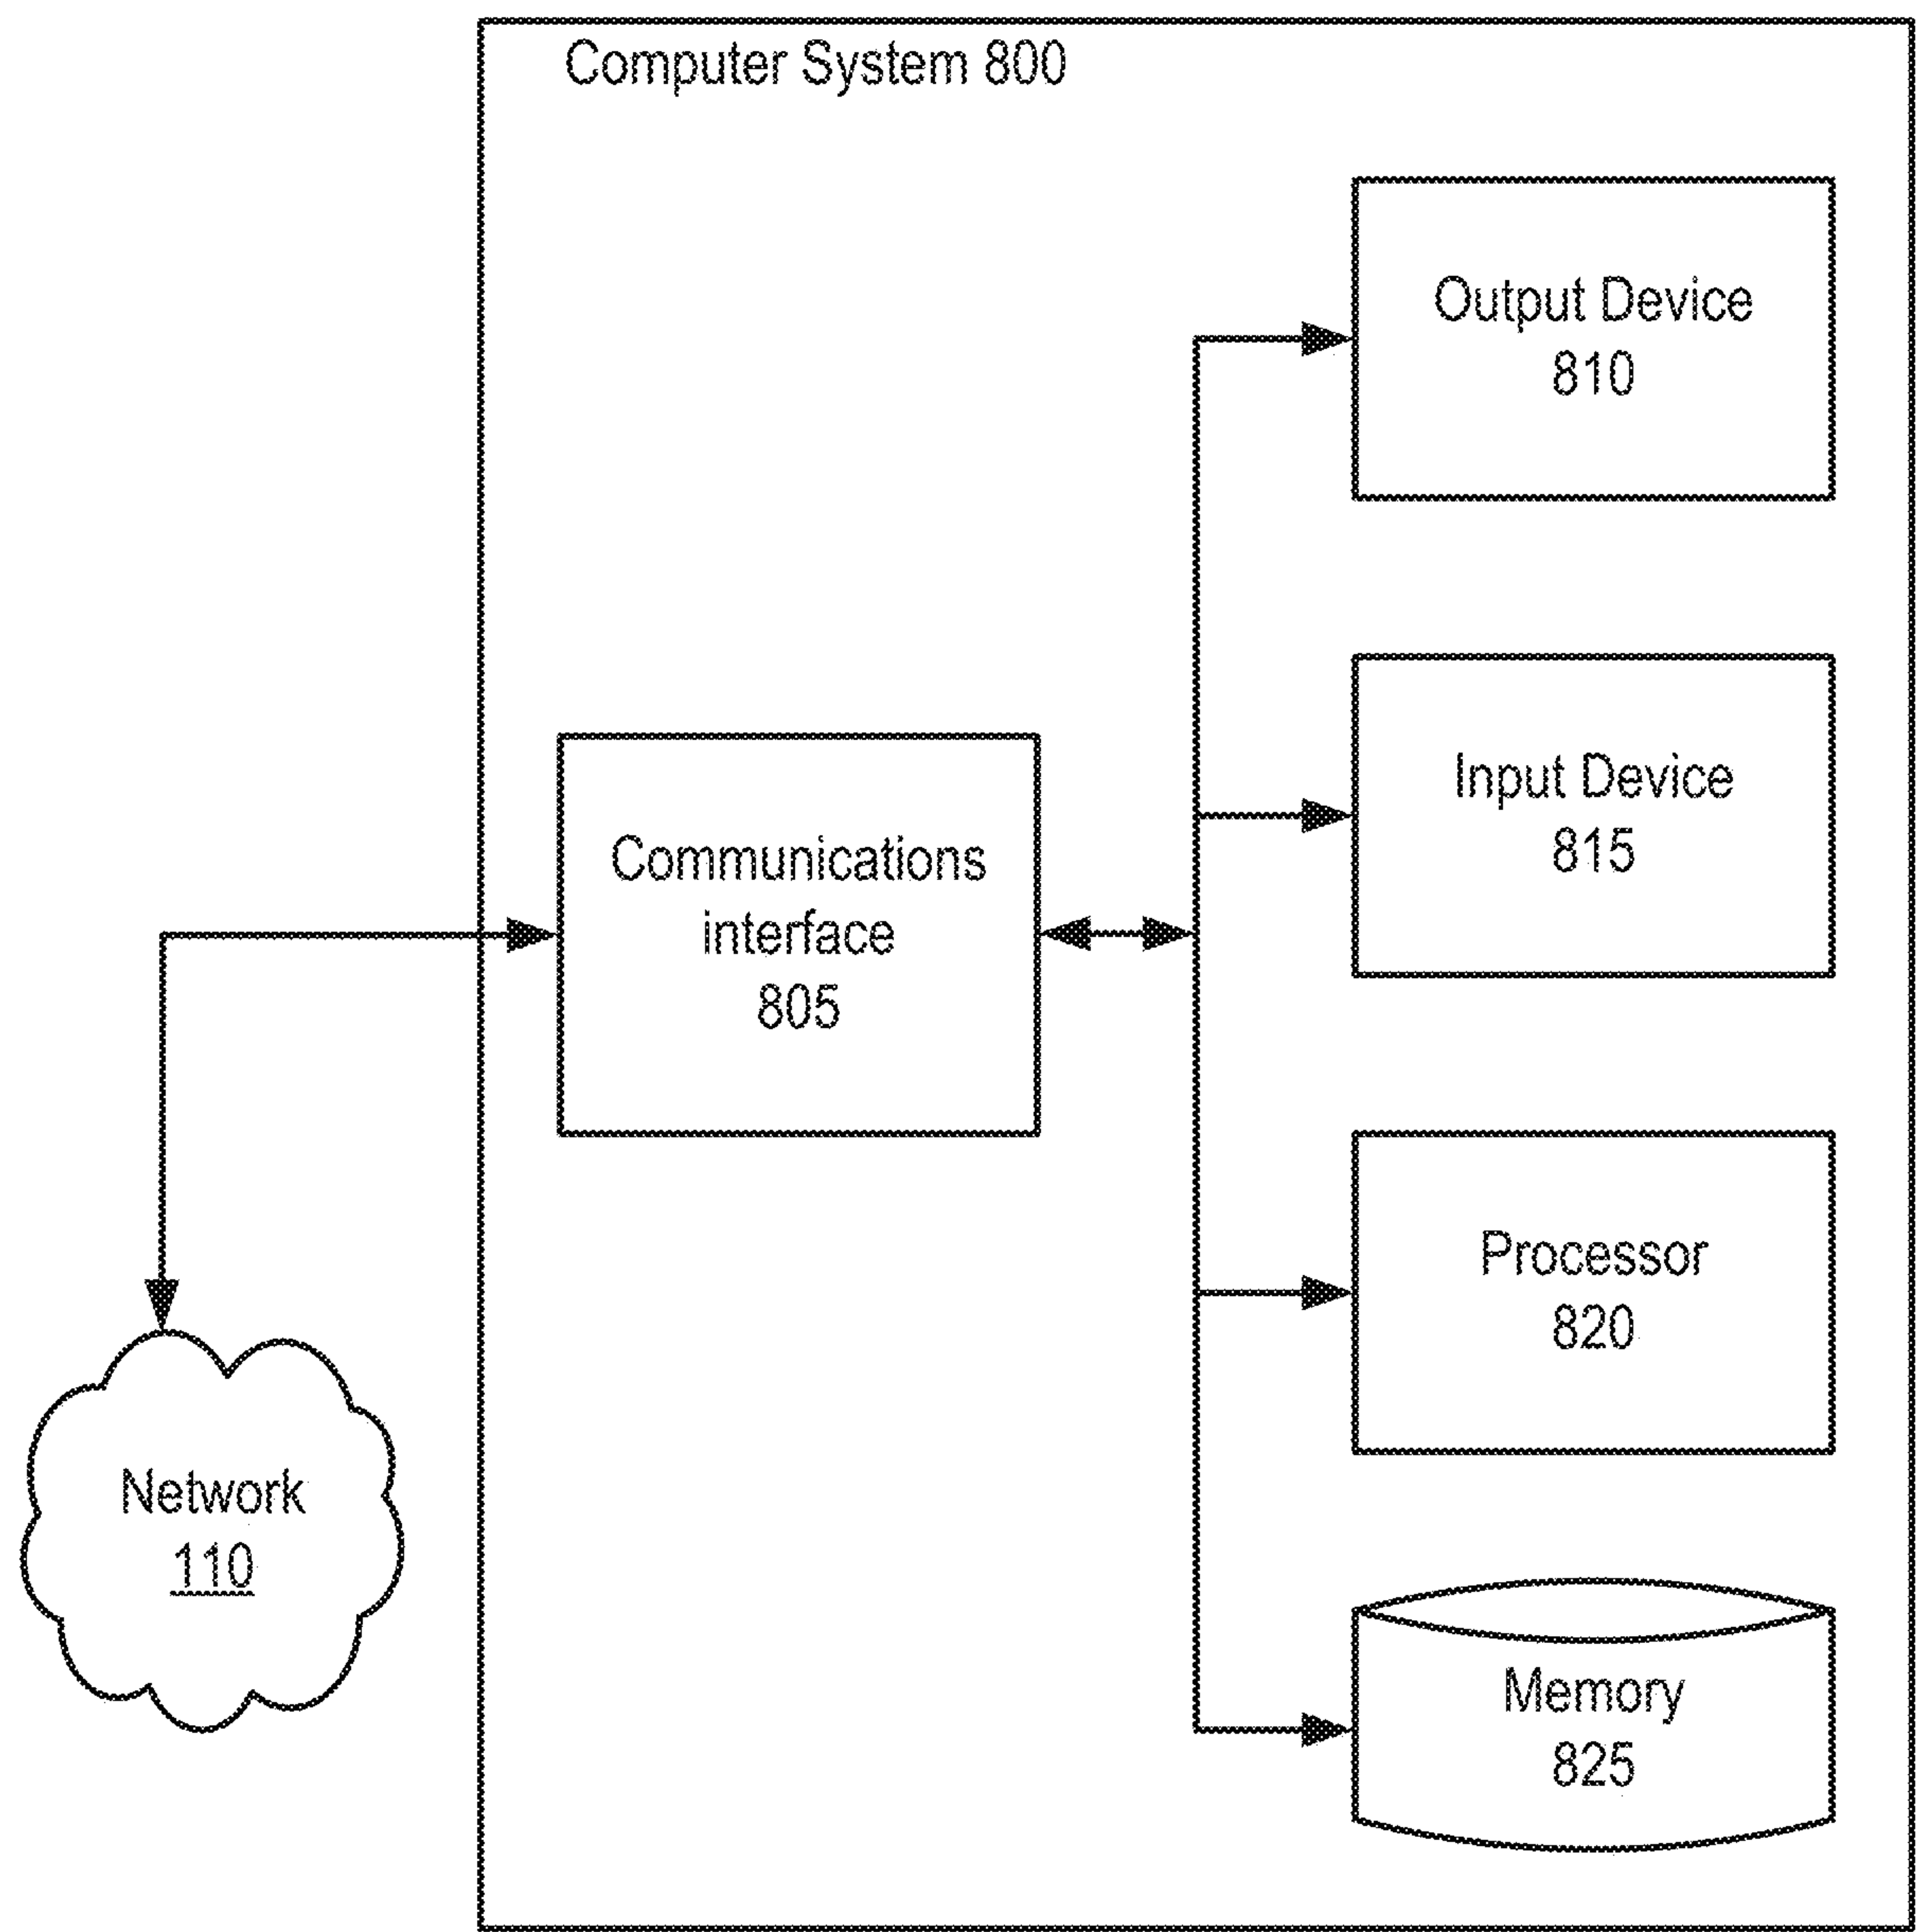 Computer System 800
Output Device
810
Input Device
815
Communications
interface
805
Processor
820
Network
110
Memory
825